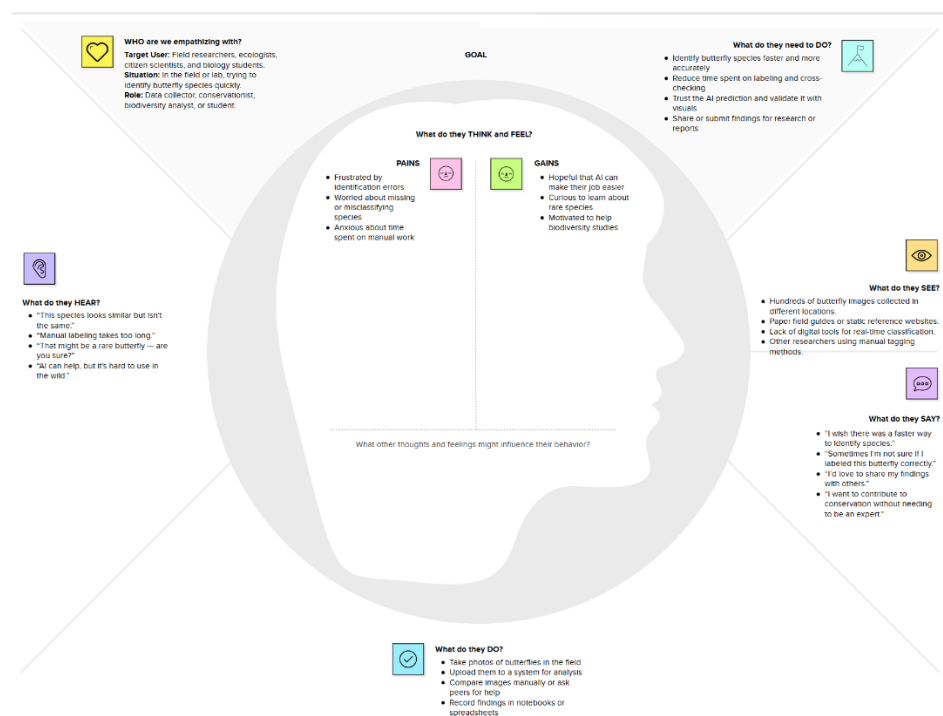 WHO are we empathizing with?
Target User: Field researchers, ecologists,
citizen scientists, and biology students.
Situation: In the field or lab, trying to
identify butterfly species quickly.
Role: Data collector, conservationist,
biodiversity analyst, or student.
GOAL
What do they need to DO?
• Identify butterfly species faster and more
accurately
• Reduce time spent on labeling and cross-
checking
• Trust the AI prediction and validate it with
visuals
• Share or submit findings for research or
reports
What do they THINK and FEEL?
PAINS
• Frustrated by
identification errors
• Worried about missing
or misclassifying
species
• Anxious about time
spent on manual work
GAINS
• Hopeful that AI can
make their job easier
• Curious to learn about
rare species
• Motivated to help
biodiversity studies
What do they HEAR?
• "This species looks similar but isn't
the same."
• "Manual labeling takes too long."
• "That might be a rare butterfly — are
you sure?"
• "AI can help, but it's hard to use in
the wild."
What do they SEE?
• Hundreds of butterfly images collected in
different locations.
• Paper field guides or static reference websites.
• Lack of digital tools for real-time classification.
• Other researchers using manual tagging
methods.
What do they SAY?
• "I wish there was a faster way
to identify species."
• "Sometimes I'm not sure if I
labeled this butterfly correctly."
• "I'd love to share my findings
with others."
• "I want to contribute to
conservation without needing
to be an expert"
What other thoughts and feelings might influence their behavior?
What do they DO?
• Take photos of butterflies in the field
• Upload them to a system for analysis
• Compare images manually or ask
peers for help
• Record findings in notebooks or
spreadsheets